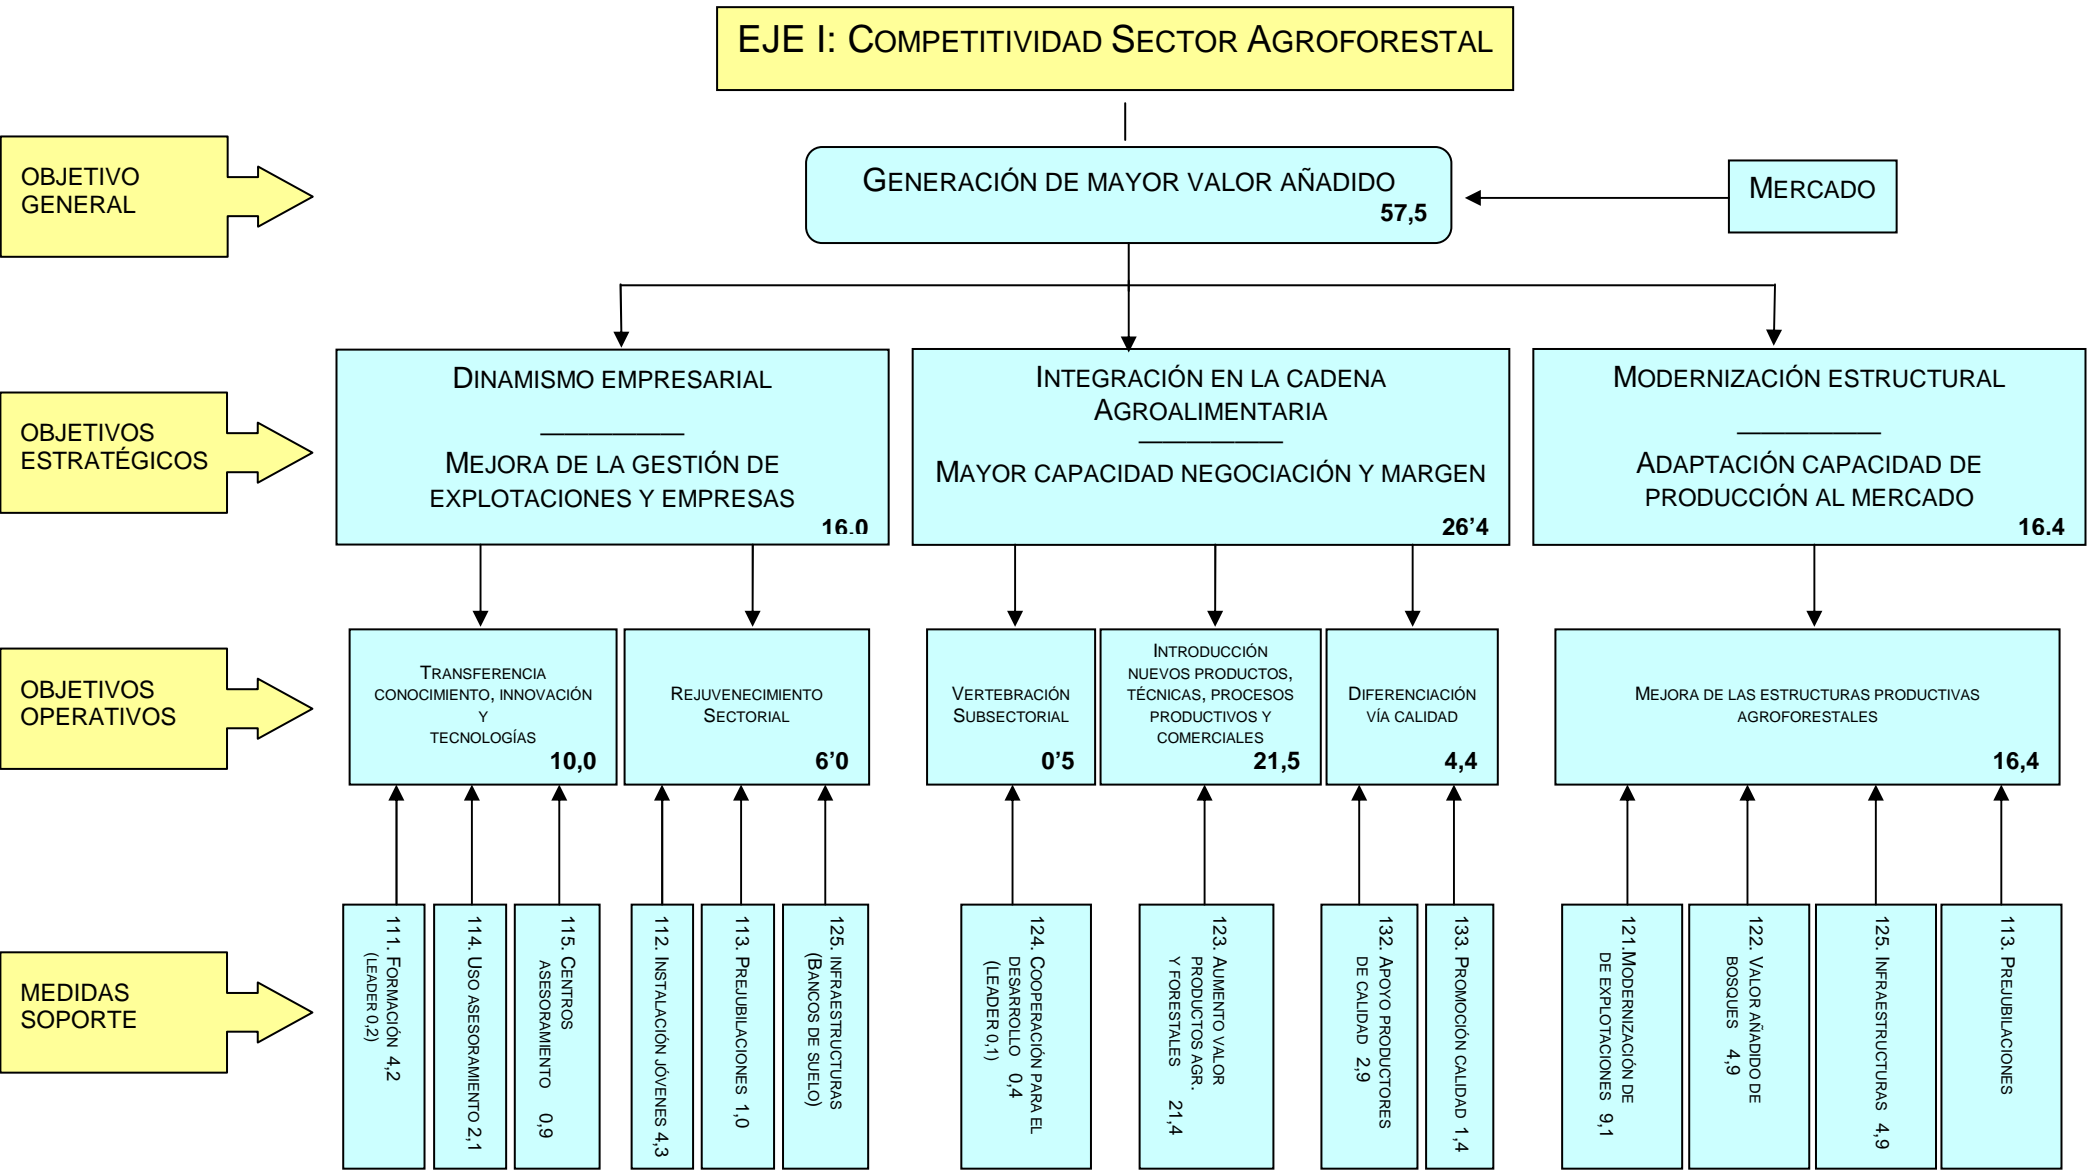 EJE I: COMPETITIVIDAD SECTOR AGROFORESTAL
OBJETIVO
GENERAL
GENERACIÓN DE MAYOR VALOR AÑADIDO
57,5
MERCADO
OBJETIVOS
ESTRATÉGICOS
DINAMISMO EMPRESARIAL
MEJORA DE LA GESTIÓN DE
EXPLOTACIONES Y EMPRESAS
16.0
INTEGRACIÓN EN LA CADENA
AGROALIMENTARIA
MAYOR CAPACIDAD NEGOCIACIÓN Y MARGEN
26’4
MODERNIZACIÓN ESTRUCTURAL
ADAPTACIÓN CAPACIDAD DE
PRODUCCIÓN AL MERCADO
16.4
OBJETIVOS
OPERATIVOS
TRANSFERENCIA
CONOCIMIENTO, INNOVACIÓN
Y
TECNOLOGÍAS
10,0
REJUVENECIMIENTO
SECTORIAL
6’0
VERTEBRACIÓN
SUBSECTORIAL
0’5
INTRODUCCIÓN
NUEVOS PRODUCTOS,
TÉCNICAS, PROCESOS
PRODUCTIVOS Y
COMERCIALES
21,5
DIFERENCIACIÓN
VÍA CALIDAD
4,4
MEJORA DE LAS ESTRUCTURAS PRODUCTIVAS
AGROFORESTALES
16,4
MEDIDAS
SOPORTE
111. FORMACIÓN 4,2
(LEADER 0,2)
114. USO ASESORAMIENTO 2,1
115. CENTROS
ASESORAMIENTO 0,9
112. INSTALACIÓN JÓVENES 4,3
113. PREJUBILACIONES 1,0
125. INFRAESTRUCTURAS
(BANCOS DE SUELO)
124. COOPERACIÓN PARA EL
DESARROLLO 0,4
(LEADER 0,1)
123. AUMENTO VALOR
PRODUCTOS AGR.
Y FORESTALES 21,4
132. APOYO PRODUCTORES
DE CALIDAD 2,9
133. PROMOCIÓN CALIDAD 1,4
121.MODERNIZACIÓN DE
DE EXPLOTACIONES 9,1
122. VALOR AÑADIDO DE
BOSQUES 4,9
125. INFRAESTRUCTURAS 4,9
113. PREJUBILACIONES